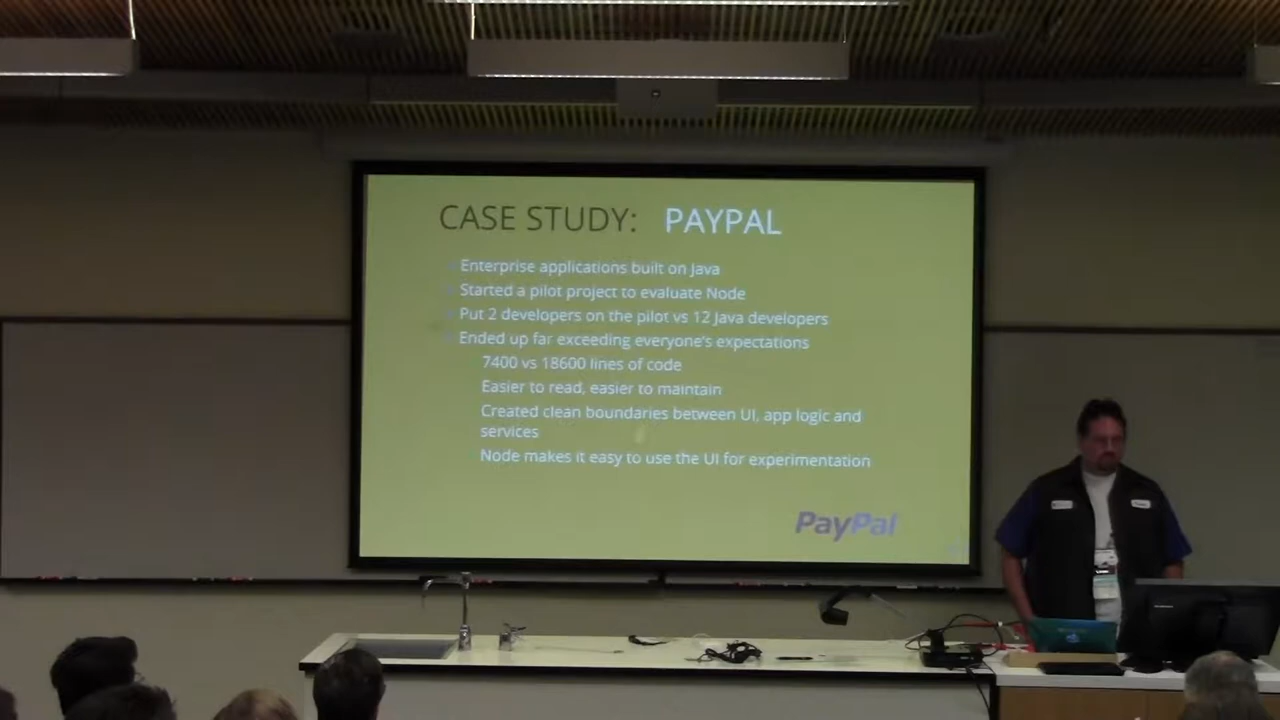 CASE STUDY: PAYPAL
Enterprise applications built on Java
Started a pilot project to evaluate Node
Put 2 developers on the pilot vs 12 Java developers
Ended up far exceeding everyone's expectations
7400 vs 18600 lines of code
Easier to read, easier to maintain
Created clean boundaries between UI, app logic and
services
Node makes it easy to use the UI for experimentation
PayPal